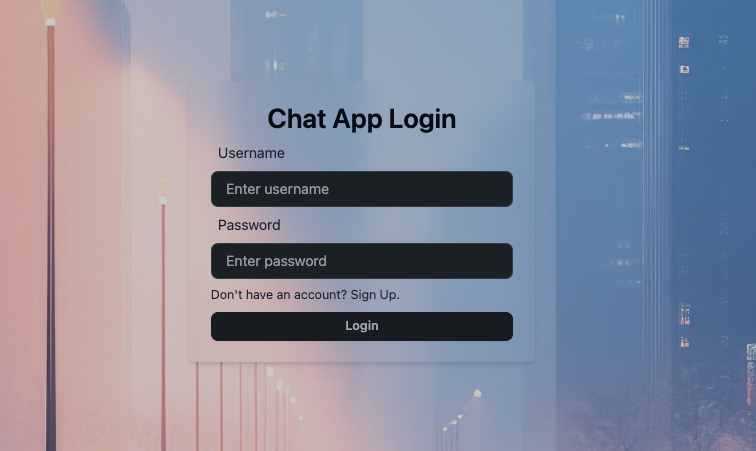 Chat App Login
Username
Enter username
Password
Enter password
Don't have an account? Sign Up.
Login